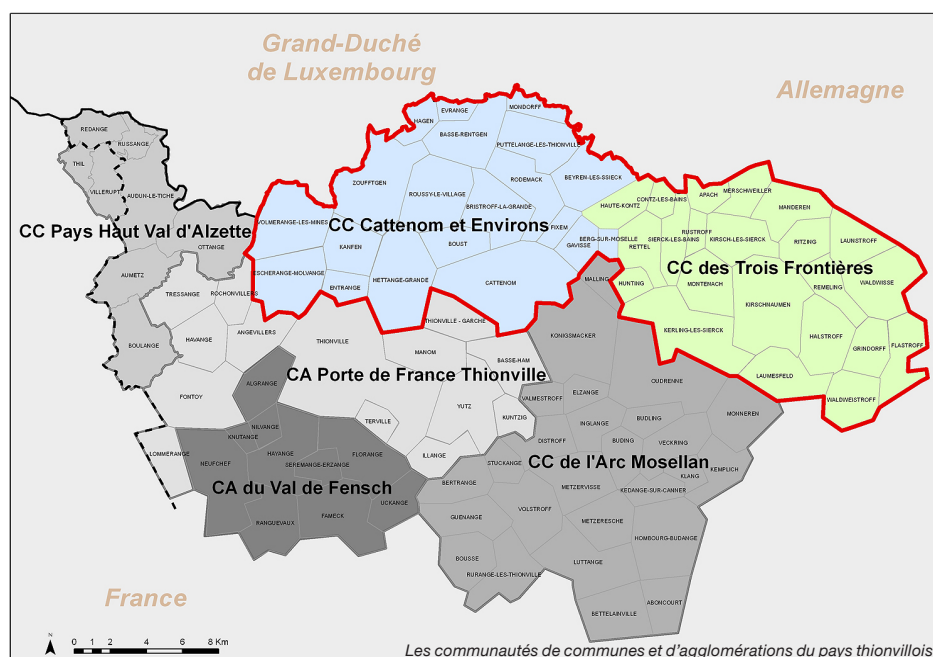 Grand-Duché
de Luxembourg
Allemagne
MONDORFF
EVRANGE
HAGEN
BASSE-RENTGEN
PUTTELANGE-LES-THIONVILLE
REDANGE
RUSSANGE
THIL
VILLERUPT
AUDUN-LE-TICHE
ZOUFFTGEN
RODEMACK
BEYREN-LES-SSIECK
ROUSSY-LE-VILLAGE
BRISTROFF-LA-GRANDE
HAUTE-KONTZ
CONTZ-LES-BAINS
APACH
MERSCHWEILLER
MANDEREN
VOLMERANGE-LES-MINES
CC Cattenom et Environs
CC Pays Haut Val d'Alzette
FIXEM
RUSTROFF
BERG-SUR-MOSELLE
RETTEL
SIERCK-LES-BAINS
KIRSCH-LES-SIERCK
RITZING
LAUNSTROFF
OTTANGE
KANFEN
BOUST
GAVISSE
AUMETZ
ESCHERANGE-MOLVANGE
ENTRANGE
HETTANGE-GRANDE
CATTENOM
MALLING
HUNTING
MONTENACH
CC des Trois Frontières
WALDWISSE
REMELING
TRESSANGE
ROCHONVILLERS
KIRSCHNAUMEN
THIONVILLE - GARCHE
ANGEVILLERS
HAVANGE
THIONVILLE
KONIGSMACKER
KERLING-LES-SIERCK
HALSTROFF
FLASTROFF
GRINDORFF
BOULANGE
MANOM
BASSE-HAM
CA Porte de France Thionville
LAUMESFELD
ALGRANGE
OUDRENNE
FONTOY
VALMESTROFF
ELZANGE
WALDWEISTROFF
YUTZ
KUNTZIG
MONNEREN
TERVILLE
INGLANGE
BUDLING
NILVANGE
KNUTANGE
DISTROFF
BUDING
VECKRING
LOMMERANGE
NEUFCHEF
HAYANGE
FLORANGE
ILLANGE
SEREMANGE-ERZANGE
STUCKANGE
CC de l'Arc Mosellan
KEMPLICH
KLANG
CA du Val de Fensch
BERTRANGE
METZERVISSE
KEDANGE-SUR-CANNER
UCKANGE
RANGUEVAUX
FAMECK
GUENANGE
VOLSTROFF
METZERESCHE
HOMBOURG-BUDANGE
BOUSSE
LUTTANGE
RURANGE-LES-THIONVILLE
France
ABONCOURT
BETTELAINVILLE
N
0 1 2 4 6 8 Km
Les communautés de communes et d'agglomérations du pays thionvillois